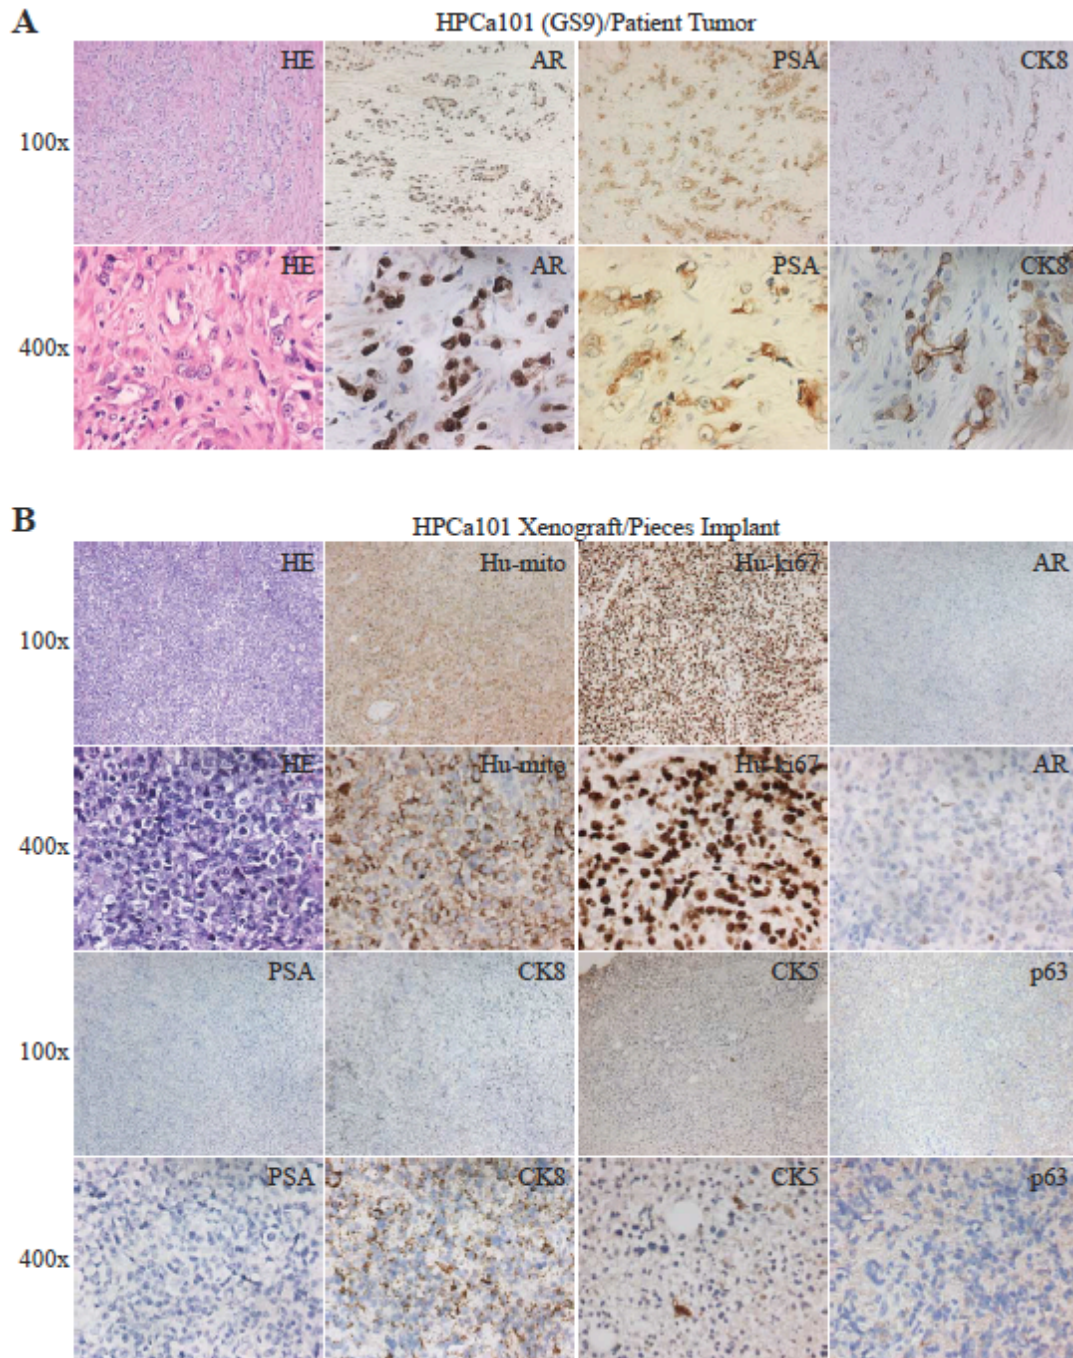 A
HPCa101 (GS9)/Patient Tumor
100x HE AR PSA CK8
400x HE AR PSA CK8
B
HPCa101 Xenograft/Pieces Implant
100x HE Hu-mito Hu-ki67 AR
400x HE Hu-mito Hu-ki67 AR
100x PSA CK8 CK5 p63
400x PSA CK8 CK5 p63